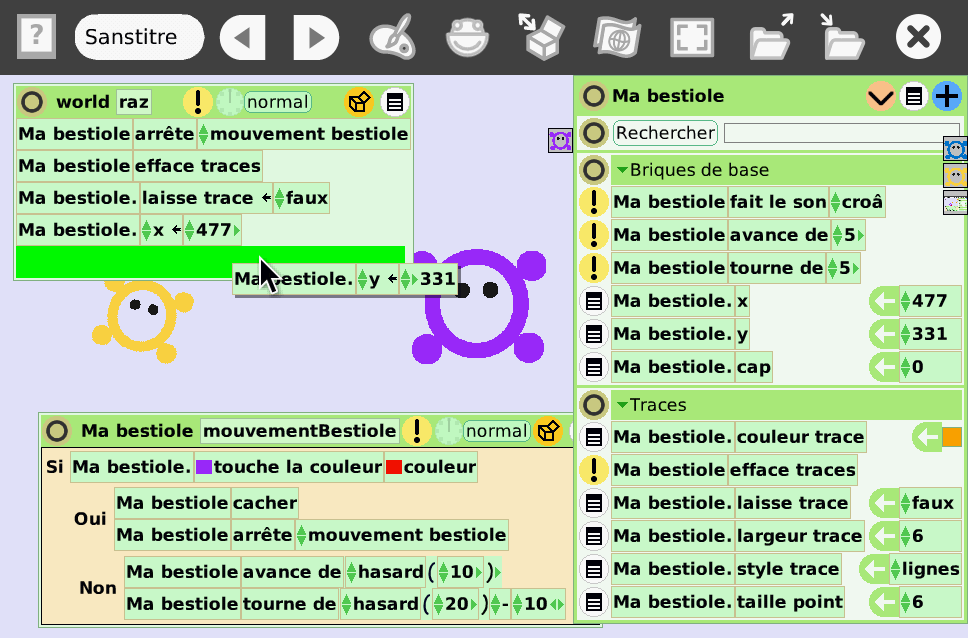 ? Sanstitre
world raz ! normal
Ma bestiole arrête mouvement bestiole
Ma bestiole efface traces
Ma bestiole. laisse trace ← faux
Ma bestiole. x ← 477
Ma bestiole. y ← 331
Ma bestiole mouvementBestiole ! normal
Si Ma bestiole. touche la couleur couleur
Oui
Ma bestiole cacher
Ma bestiole arrête mouvement bestiole
Non
Ma bestiole avance de hasard ( 10 )
Ma bestiole tourne de hasard ( 20 ) - 10
Ma bestiole
Rechercher
Briques de base
! Ma bestiole fait le son croâ
! Ma bestiole avance de 5
! Ma bestiole tourne de 5
Ma bestiole. x ← 477
Ma bestiole. y ← 331
Ma bestiole. cap ← 0
Traces
Ma bestiole. couleur trace ←
! Ma bestiole efface traces
Ma bestiole. laisse trace ← faux
Ma bestiole. largeur trace ← 6
Ma bestiole. style trace ← lignes
Ma bestiole. taille point ← 6